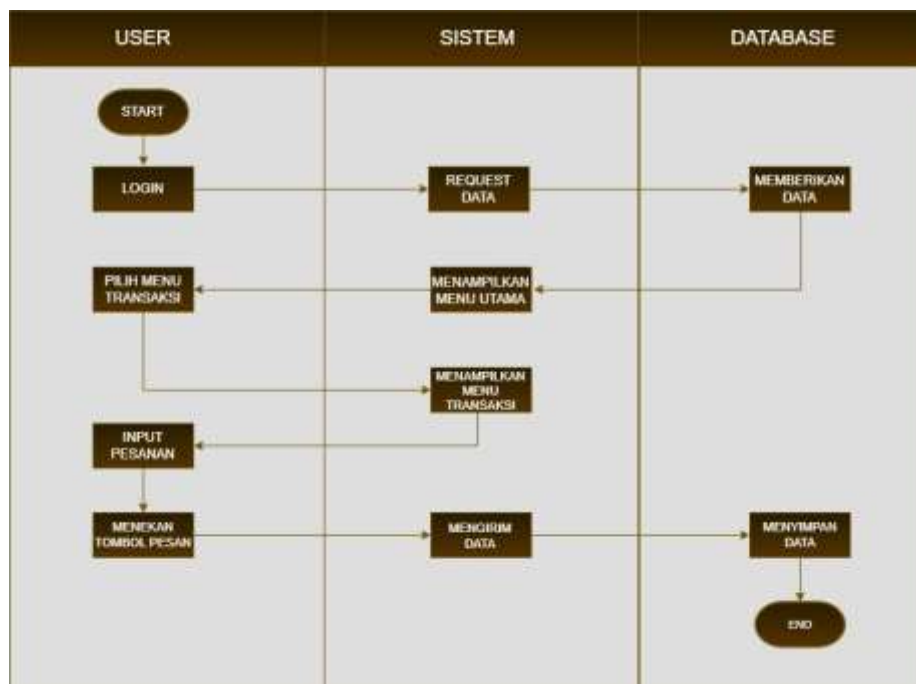 USER
SISTEM
DATABASE
START
LOGIN
REQUEST
DATA
MEMBERIKAN
DATA
PILIH MENU
TRANSAKSI
MENAMPILKAN
MENU UTAMA
MENAMPILKAN
MENU
TRANSAKSI
INPUT
PESANAN
MENEKAN
TOMBOL PESAN
MENGIRIM
DATA
MENYIMPAN
DATA
END